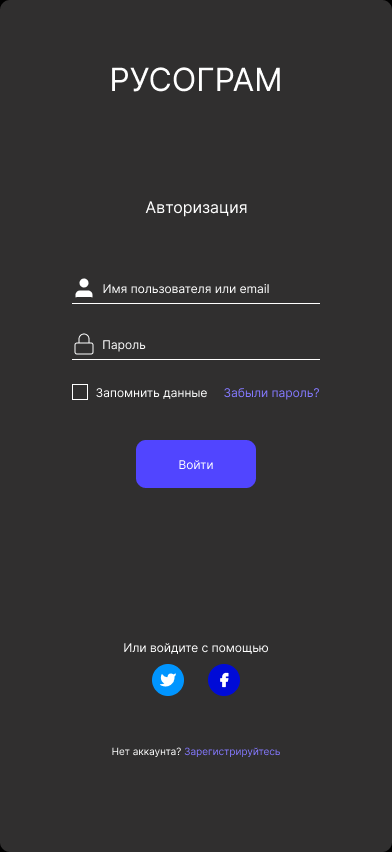 РУСОГРАМ
Авторизация
Имя пользователя или email
Пароль
Запомнить данные Забыли пароль?
Войти
Или войдите с помощью
Нет аккаунта? Зарегистрируйтесь